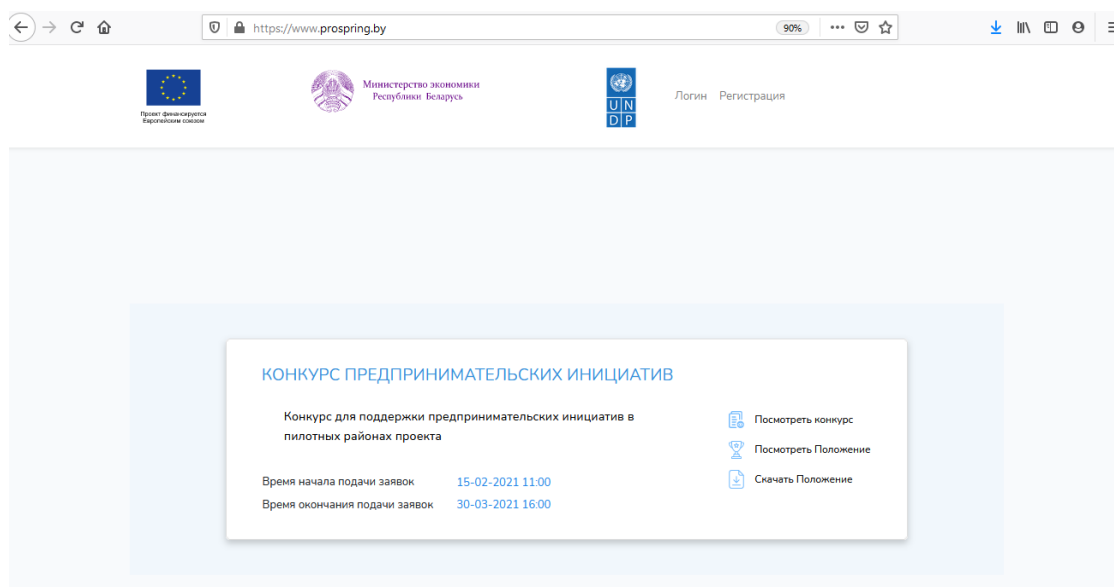 https://www.prospring.by
90%
Проект финансируется
Европейским союзом
Министерство экономики
Республики Беларусь
U N
D P
Логин Регистрация
КОНКУРС ПРЕДПРИНИМАТЕЛЬСКИХ ИНИЦИАТИВ
Конкурс для поддержки предпринимательских инициатив в
пилотных районах проекта
Время начала подачи заявок 15-02-2021 11:00
Время окончания подачи заявок 30-03-2021 16:00
Посмотреть конкурс
Посмотреть Положение
Скачать Положение